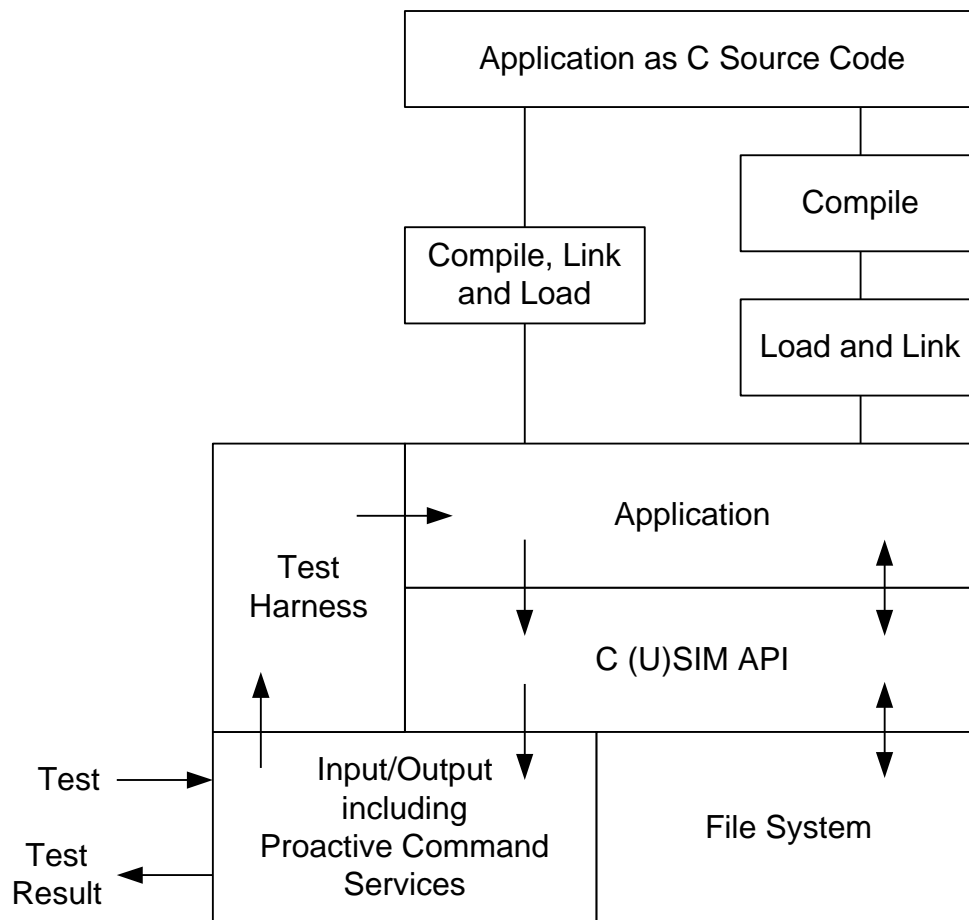 Application as C Source Code
Compile
Compile, Link
and Load
Load and Link
Application
Test
Harness
C (U)SIM API
Test
Input/Output
including
Proactive Command
Services
File System
Test
Result